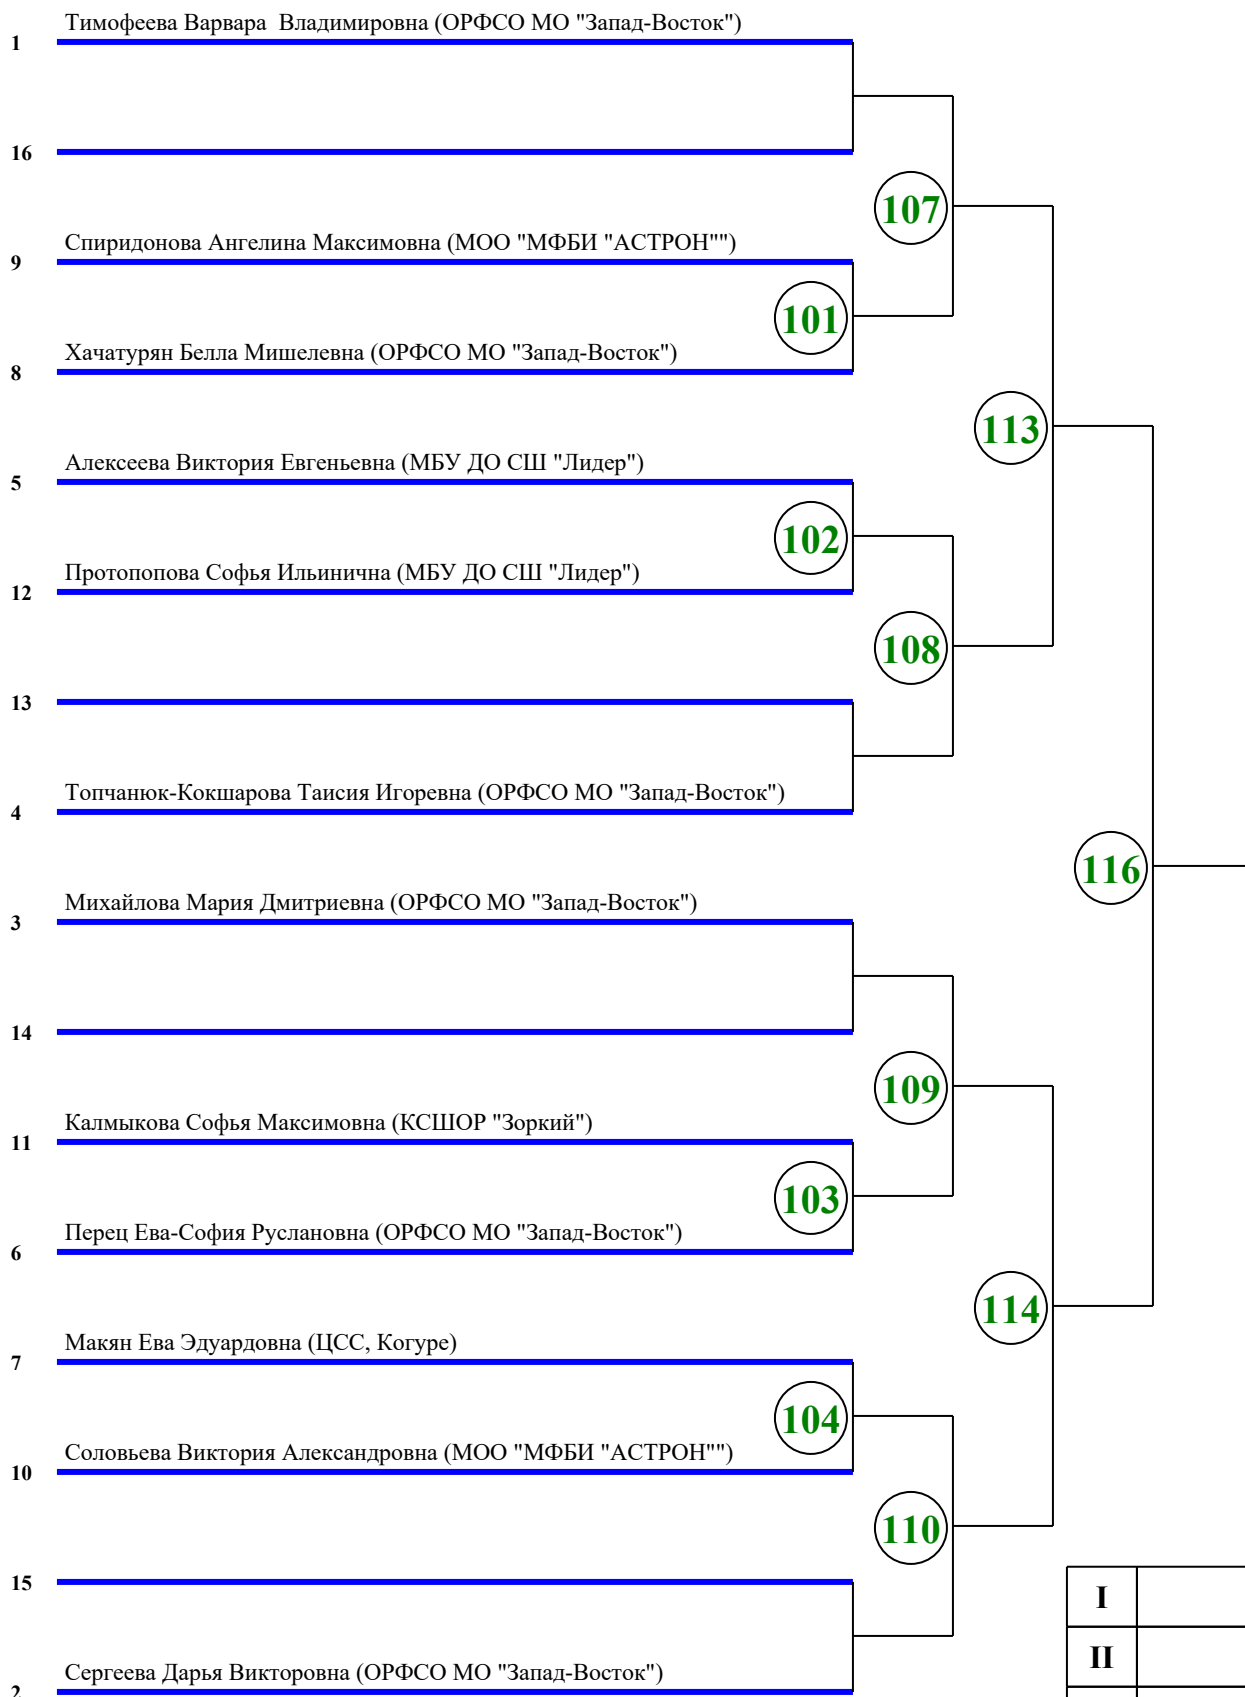 Тимофеева Варвара  Владимировна (ОРФСО МО "Запад-Восток")
1
16
107
Спиридонова Ангелина Максимовна (МОО "МФБИ "АСТРОН"")
9
101
Хачатурян Белла Мишелевна (ОРФСО МО "Запад-Восток")
8
113
Алексеева Виктория Евгеньевна (МБУ ДО СШ "Лидер")
5
102
Протопопова Софья Ильинична (МБУ ДО СШ "Лидер")
12
108
13
Топчанюк-Кокшарова Таисия Игоревна (ОРФСО МО "Запад-Восток")
4
116
Михайлова Мария Дмитриевна (ОРФСО МО "Запад-Восток")
3
14
109
Калмыкова Софья Максимовна (КСШОР "Зоркий")
11
103
Перец Ева-София Руслановна (ОРФСО МО "Запад-Восток")
6
114
Макян Ева Эдуардовна (ЦСС, Когуре)
7
104
Соловьева Виктория Александровна (МОО "МФБИ "АСТРОН"")
10
110
15
I
II
Сергеева Дарья Викторовна (ОРФСО МО "Запад-Восток")
2